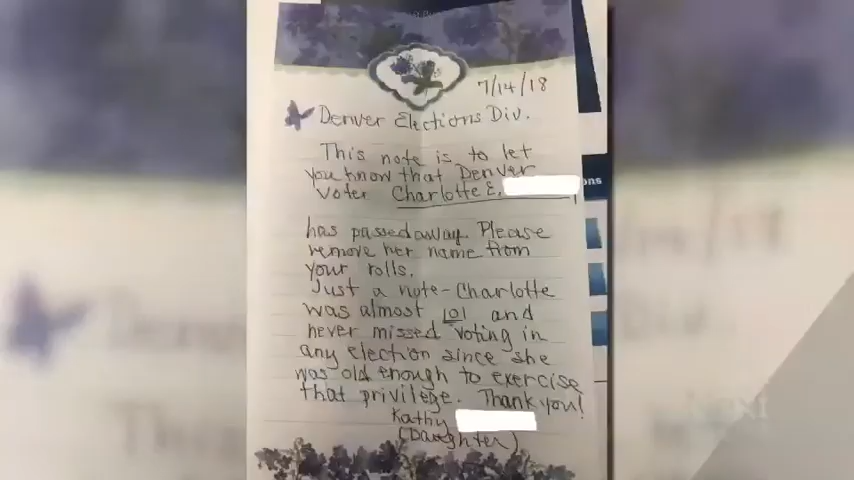 7/14/18
Denver Elections Div.
This note is to let
you know that Denver
voter Charlotte E.
ons
has passed away. Please
remove her name from
your rolls.
Just a note - Charlotte
was almost 101 and
never missed voting in
any election since she
was old enough to exercise
that privilege. Thank you!
Kathy
(Daughter)